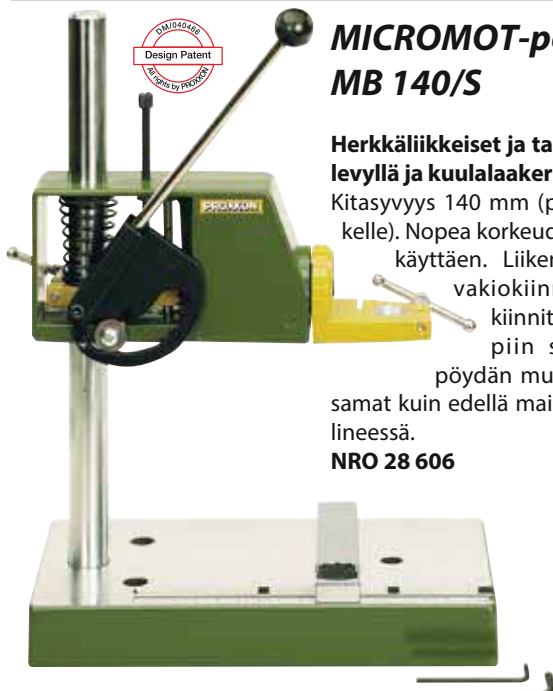 DM/040466
Design Patent
All rights by PROXXON
PROXXON
MICROMOT-po
MB 140/S
Herkkäliikkeiset ja ta
levyllä ja kuulalaaker
Kitasyvyys 140 mm (p
kelle). Nopea korkeuc
käyttäen. Liiker
vakiokiinn
kiinnit
piin s
pöydän mu
samat kuin edellä mai
lineessä.
NRO 28 606